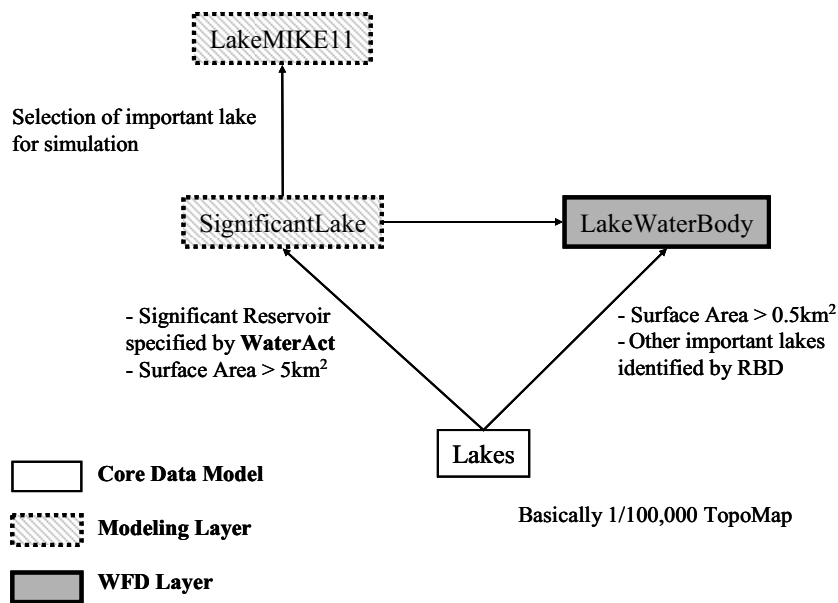 LakeMIKE11
Selection of important lake
for simulation
SignificantLake
LakeWaterBody
- Significant Reservoir
specified by WaterAct
- Surface Area > 5km²
- Surface Area > 0.5km²
- Other important lakes
identified by RBD
Lakes
Core Data Model
Basically 1/100,000 TopoMap
Modeling Layer
WFD Layer